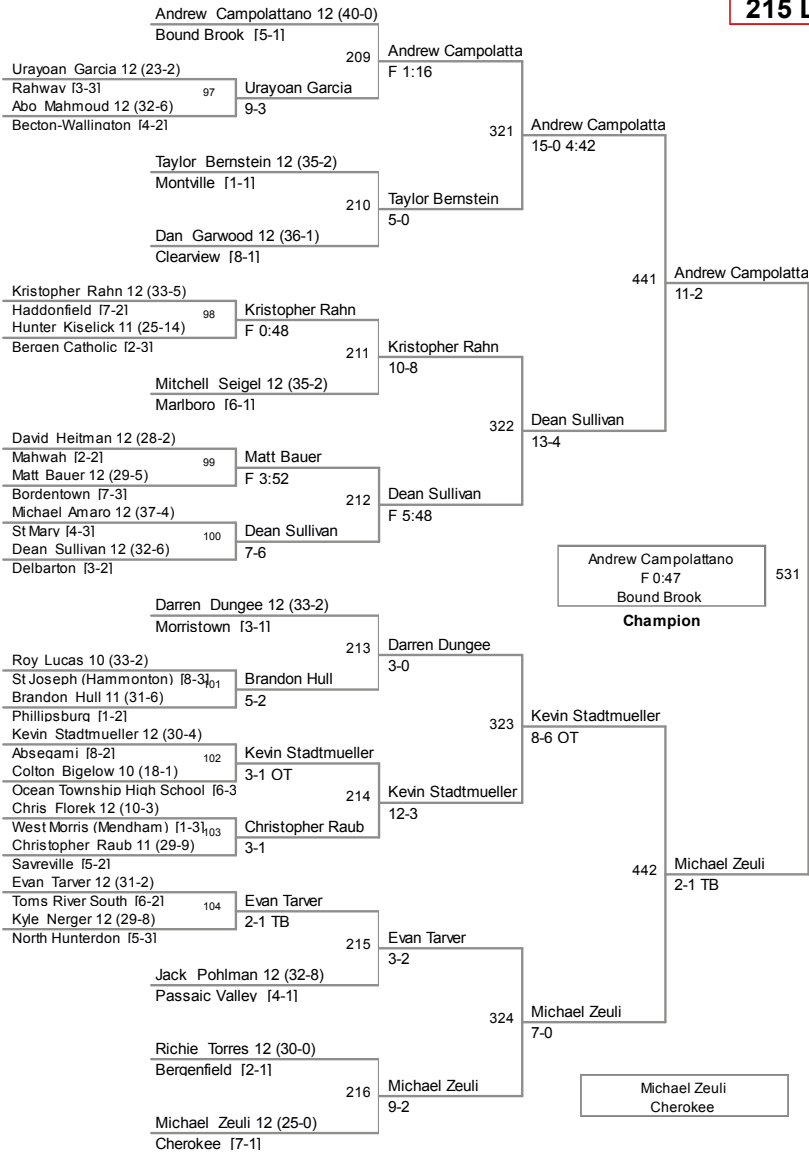 215 L
Andrew Campolattano 12 (40-0)
Bound Brook [5-1]
209
Andrew Campolatta
F 1:16
Urayoan Garcia 12 (23-2)
Rahway [3-3]
97
Urayoan Garcia
9-3
Abo Mahmoud 12 (32-6)
Becton-Wallington [4-2]
321
Andrew Campolatta
15-0 4:42
Taylor Bernstein 12 (35-2)
Montville [1-1]
210
Taylor Bernstein
5-0
Dan Garwood 12 (36-1)
Clearview [8-1]
441
Andrew Campolatta
11-2
Kristopher Rahn 12 (33-5)
Haddonfield [7-2]
98
Kristopher Rahn
F 0:48
Hunter Kiselick 11 (25-14)
Bergen Catholic [2-3]
211
Kristopher Rahn
10-8
Mitchell Seigel 12 (35-2)
Marlboro [6-1]
322
Dean Sullivan
13-4
David Heitman 12 (28-2)
Mahwah [2-2]
99
Matt Bauer
F 3:52
Matt Bauer 12 (29-5)
Bordentown [7-3]
212
Dean Sullivan
F 5:48
Michael Amaro 12 (37-4)
St Mary [4-3]
100
Dean Sullivan
7-6
Dean Sullivan 12 (32-6)
Delbarton [3-2]
Andrew Campolattano
F 0:47
Bound Brook
531
Champion
Darren Dungee 12 (33-2)
Morristown [3-1]
213
Darren Dungee
3-0
Roy Lucas 10 (33-2)
St Joseph (Hammonton) [8-3]
101
Brandon Hull
5-2
Brandon Hull 11 (31-6)
Phillipsburg [1-2]
323
Kevin Stadtmueller
8-6 OT
Kevin Stadtmueller 12 (30-4)
Absegami [8-2]
102
Kevin Stadtmueller
3-1 OT
Colton Bigelow 10 (18-1)
Ocean Township High School [6-3
214
Kevin Stadtmueller
12-3
Chris Florek 12 (10-3)
West Morris (Mendham) [1-3]
103
Christopher Raub
3-1
Christopher Raub 11 (29-9)
Sayreville [5-2]
442
Michael Zeuli
2-1 TB
Evan Tarver 12 (31-2)
Toms River South [6-2]
104
Evan Tarver
2-1 TB
Kyle Nerger 12 (29-8)
North Hunterdon [5-3]
215
Evan Tarver
3-2
Jack Pohlman 12 (32-8)
Passaic Valley [4-1]
324
Michael Zeuli
7-0
Richie Torres 12 (30-0)
Bergenfield [2-1]
216
Michael Zeuli
9-2
Michael Zeuli 12 (25-0)
Cherokee [7-1]
Michael Zeuli
Cherokee